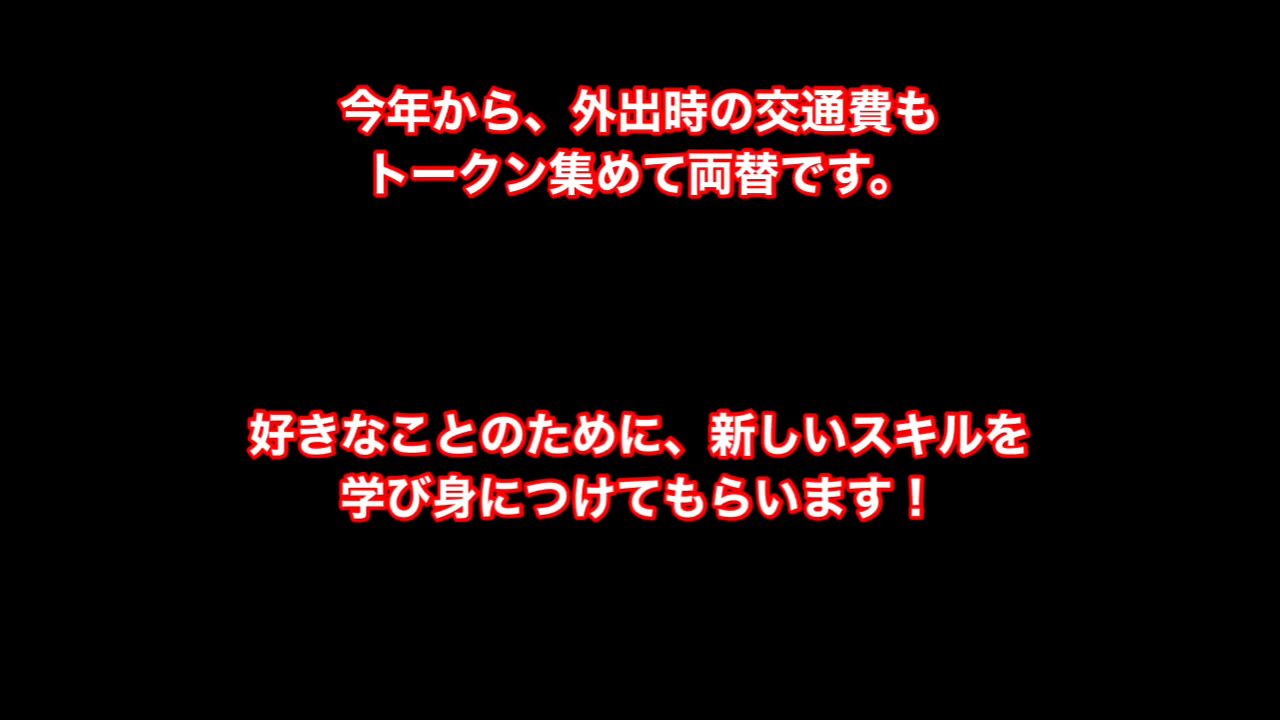 今年から、外出時の交通費も
トークン集めて両替です。
好きなことのために、新しいスキルを
学び身につけてもらいます！